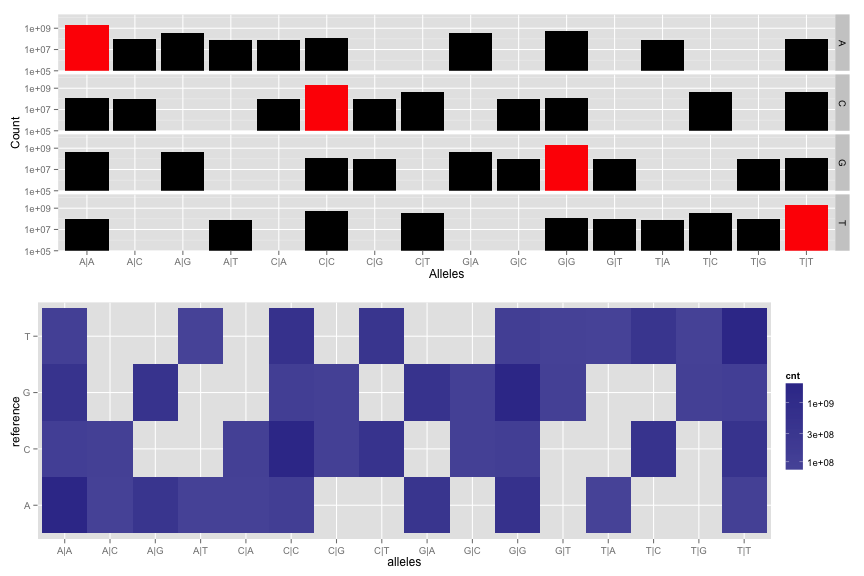 1e+09
1e+07
1e+05
A
1e+09
1e+07
1e+05
C
1e+09
1e+07
1e+05
G
1e+09
1e+07
1e+05
T
Count
A|A A|C A|G A|T C|A C|C C|G C|T G|A G|C G|G G|T T|A T|C T|G T|T
Alleles
T
G
C
A
reference
A|A A|C A|G A|T C|A C|C C|G C|T G|A G|C G|G G|T T|A T|C T|G T|T
alleles
cnt
1e+09
3e+08
1e+08